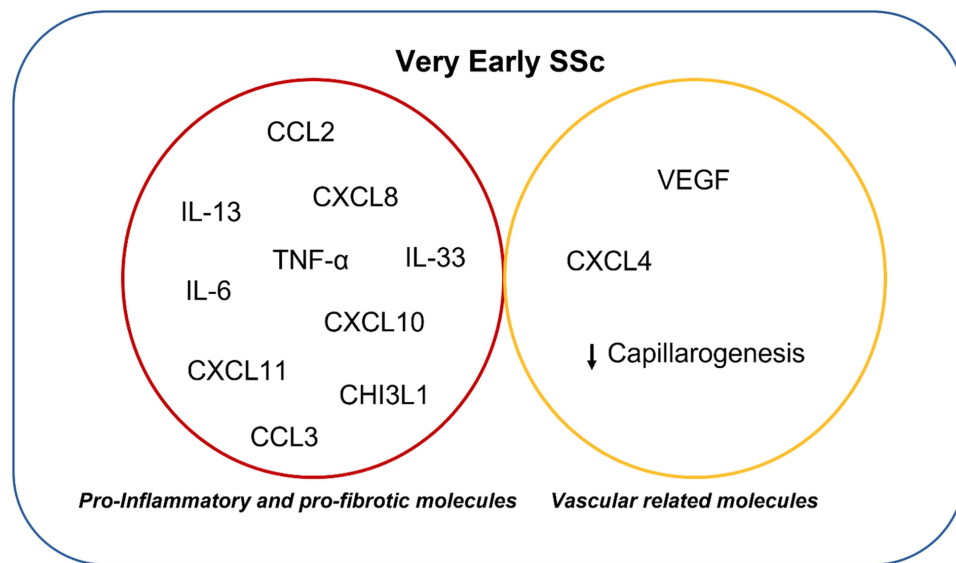 Very Early SSc
CCL2
CXCL8
IL-13
TNF-α
IL-33
IL-6
CXCL10
CXCL11
CHI3L1
CCL3
VEGF
CXCL4
↓ Capillarogenesis
Pro-Inflammatory and pro-fibrotic molecules
Vascular related molecules